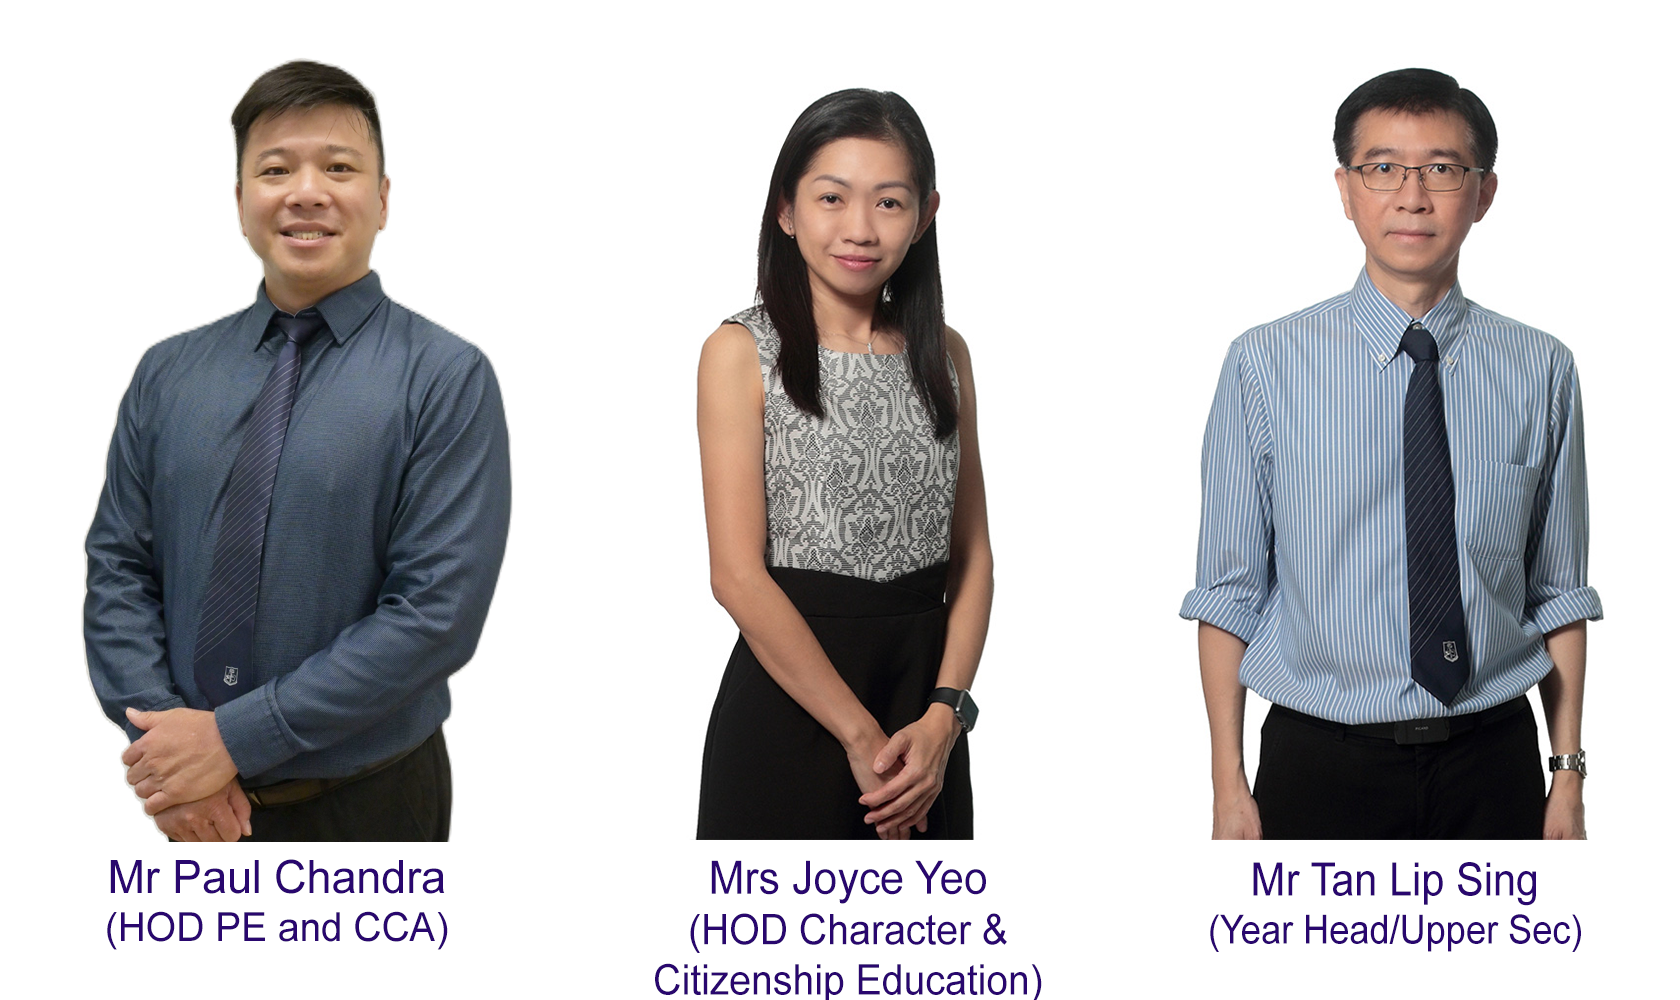 Mr Paul Chandra
(HOD PE and CCA)
Mrs Joyce Yeo
(HOD Character &
Citizenship Education)
Mr Tan Lip Sing
(Year Head/Upper Sec)